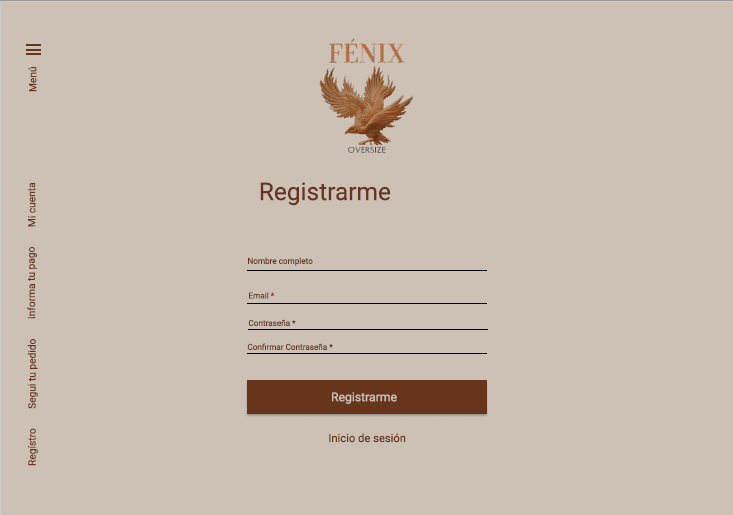 FÉNIX
OVERSIZE
Menú
Mi cuenta
Informa tu pago
Segui tu pedido
Registro
Registrarme
Nombre completo
Email *
Contraseña *
Confirmar Contraseña *
Registrarme
Inicio de sesión